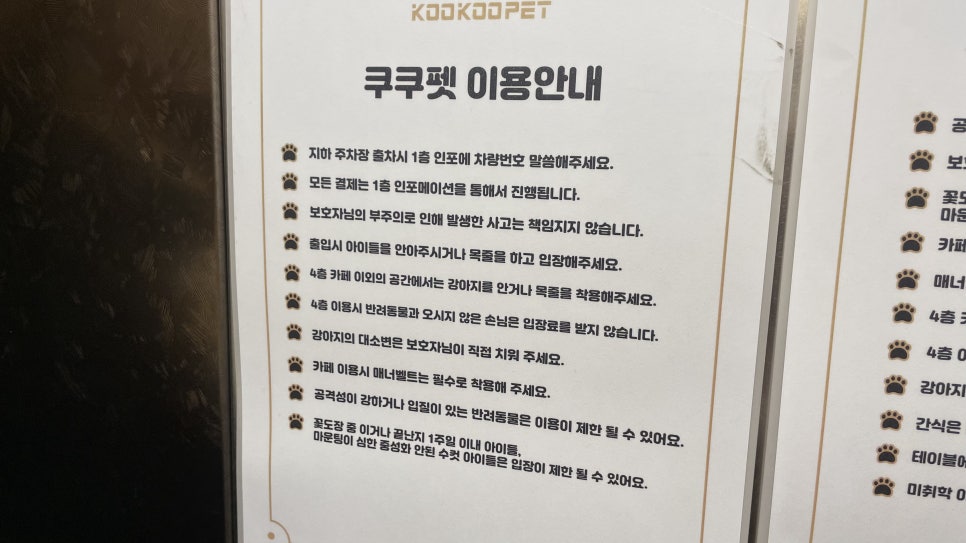 KOOKOOPET
쿠쿠펫 이용안내
지하 주차장 출차시 1층 인포에 차량번호 말씀해주세요.
모든 결제는 1층 인포메이션을 통해서 진행됩니다.
보호자님의 부주의로 인해 발생한 사고는 책임지지 않습니다.
출입시 아이들을 안아주시거나 목줄을 하고 입장해주세요.
4층 카페 이외의 공간에서는 강아지를 안거나 목줄을 착용해주세요.
4층 이용시 반려동물과 오시지 않은 손님은 입장료를 받지 않습니다.
강아지의 대소변은 보호자님이 직접 치워 주세요.
카페 이용시 매너벨트는 필수로 착용해 주세요.
공격성이 강하거나 입질이 있는 반려동물은 이용이 제한 될 수 있어요.
꽃도장 중 이거나 끝난지 1주일 이내 아이들,
마운팅이 심한 중성화 안된 수컷 아이들은 입장이 제한 될 수 있어요.
공
보호
꽃도
마운
카페
매너
4층
4층 이
강아지
간식은
테이블에
미취학